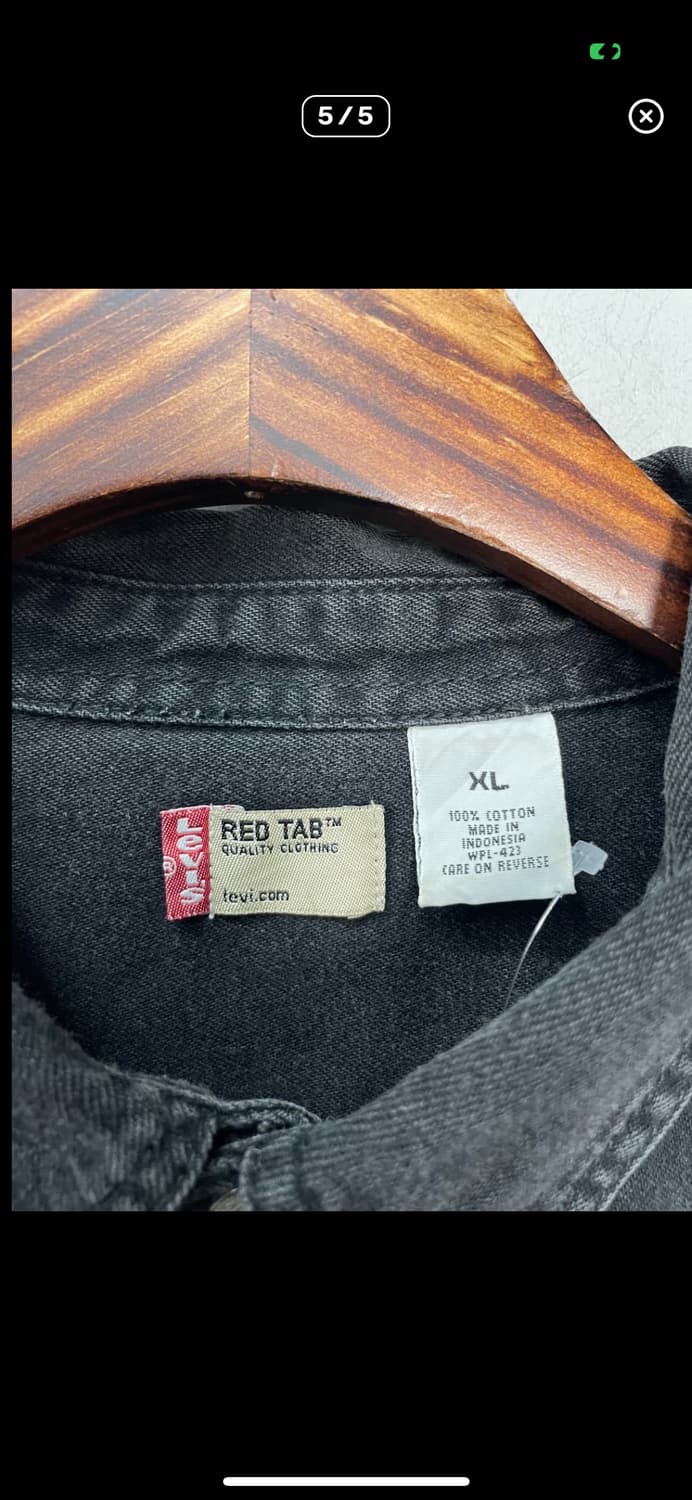 5/5
LEVI'S
®
RED TAB™
QUALITY CLOTHING
levi.com
XL
100% COTTON
MADE IN
INDONESIA
WPL-423
CARE ON REVERSE